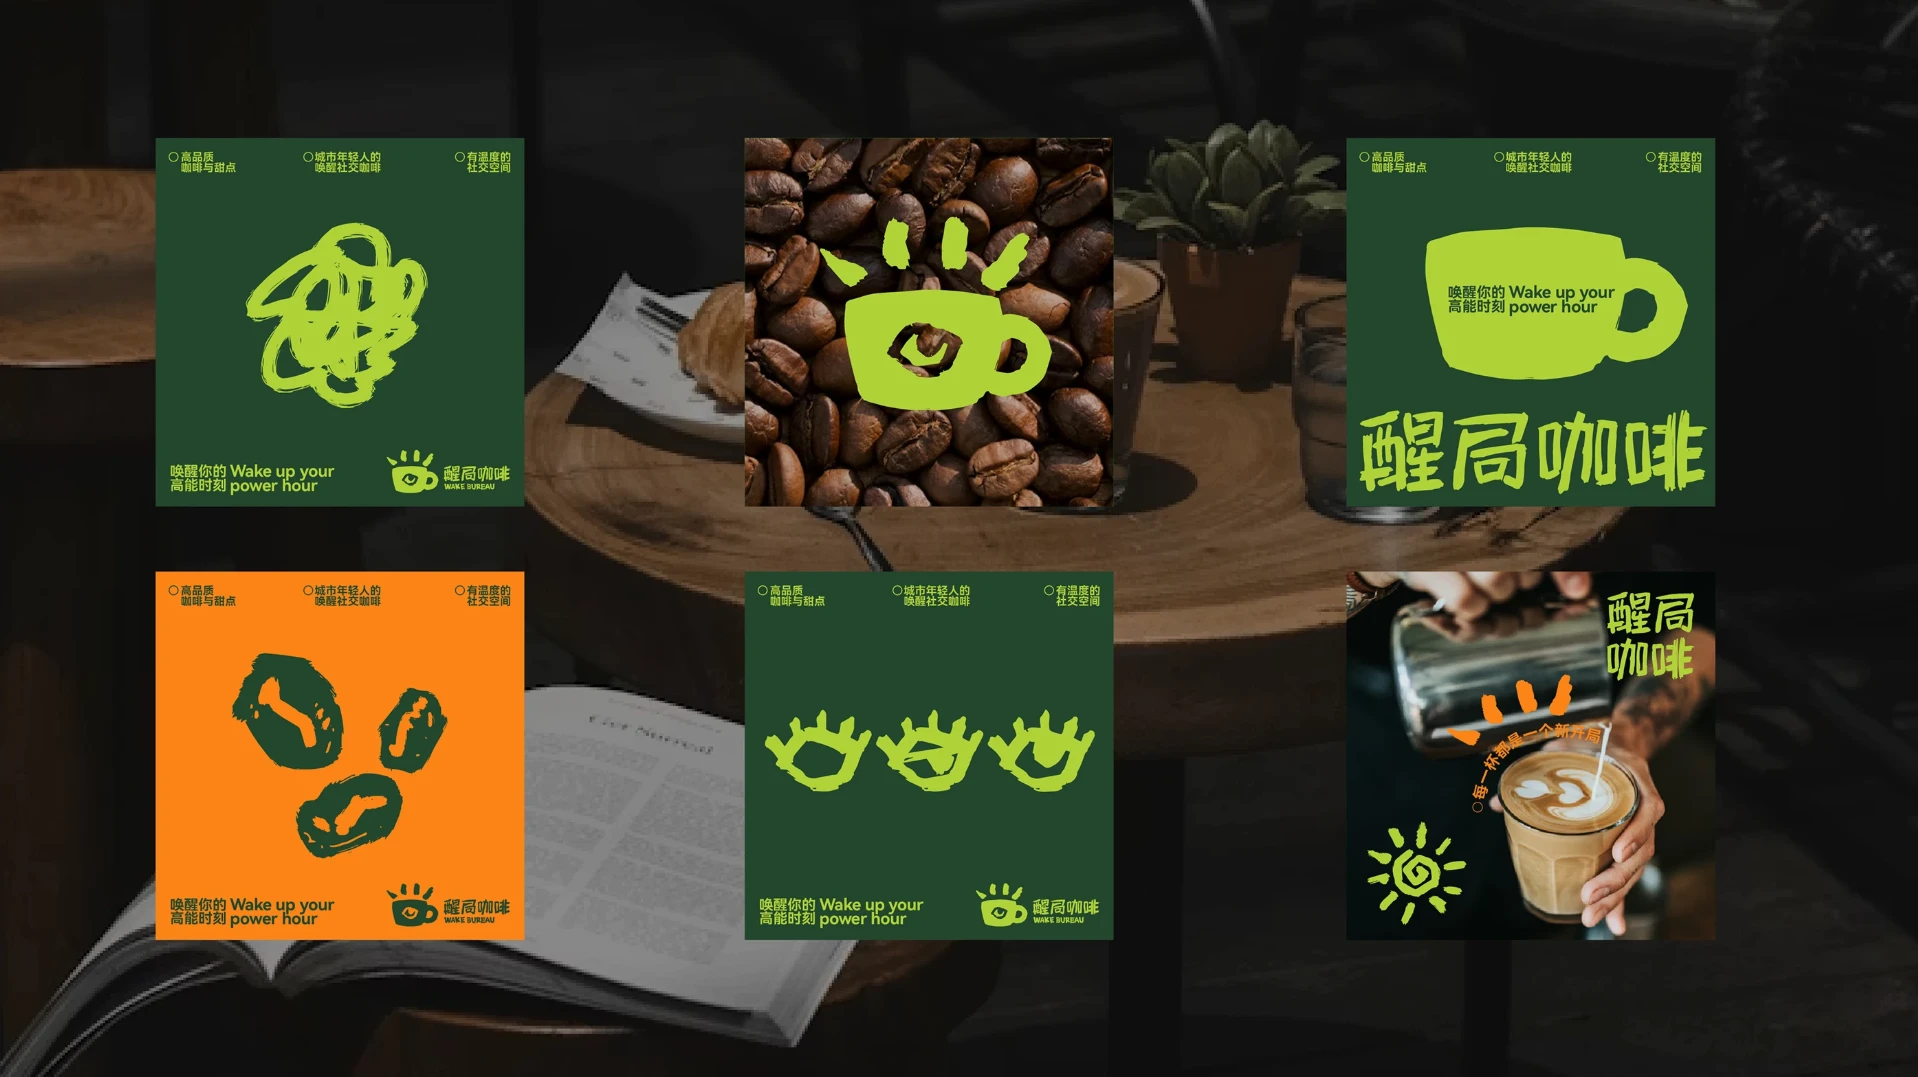 高品质
咖啡与甜点
城市年轻人的
唤醒社交咖啡
有温度的
社交空间
唤醒你的 Wake up your
高能时刻 power hour
醒局咖啡
WAKE BUREAU
高品质
咖啡与甜点
城市年轻人的
唤醒社交咖啡
有温度的
社交空间
唤醒你的 Wake up your
高能时刻 power hour
醒局咖啡
高品质
咖啡与甜点
城市年轻人的
唤醒社交咖啡
有温度的
社交空间
唤醒你的 Wake up your
高能时刻 power hour
醒局咖啡
WAKE BUREAU
高品质
咖啡与甜点
城市年轻人的
唤醒社交咖啡
有温度的
社交空间
唤醒你的 Wake up your
高能时刻 power hour
醒局咖啡
WAKE BUREAU
醒局
咖啡
每一杯都是一个新开局